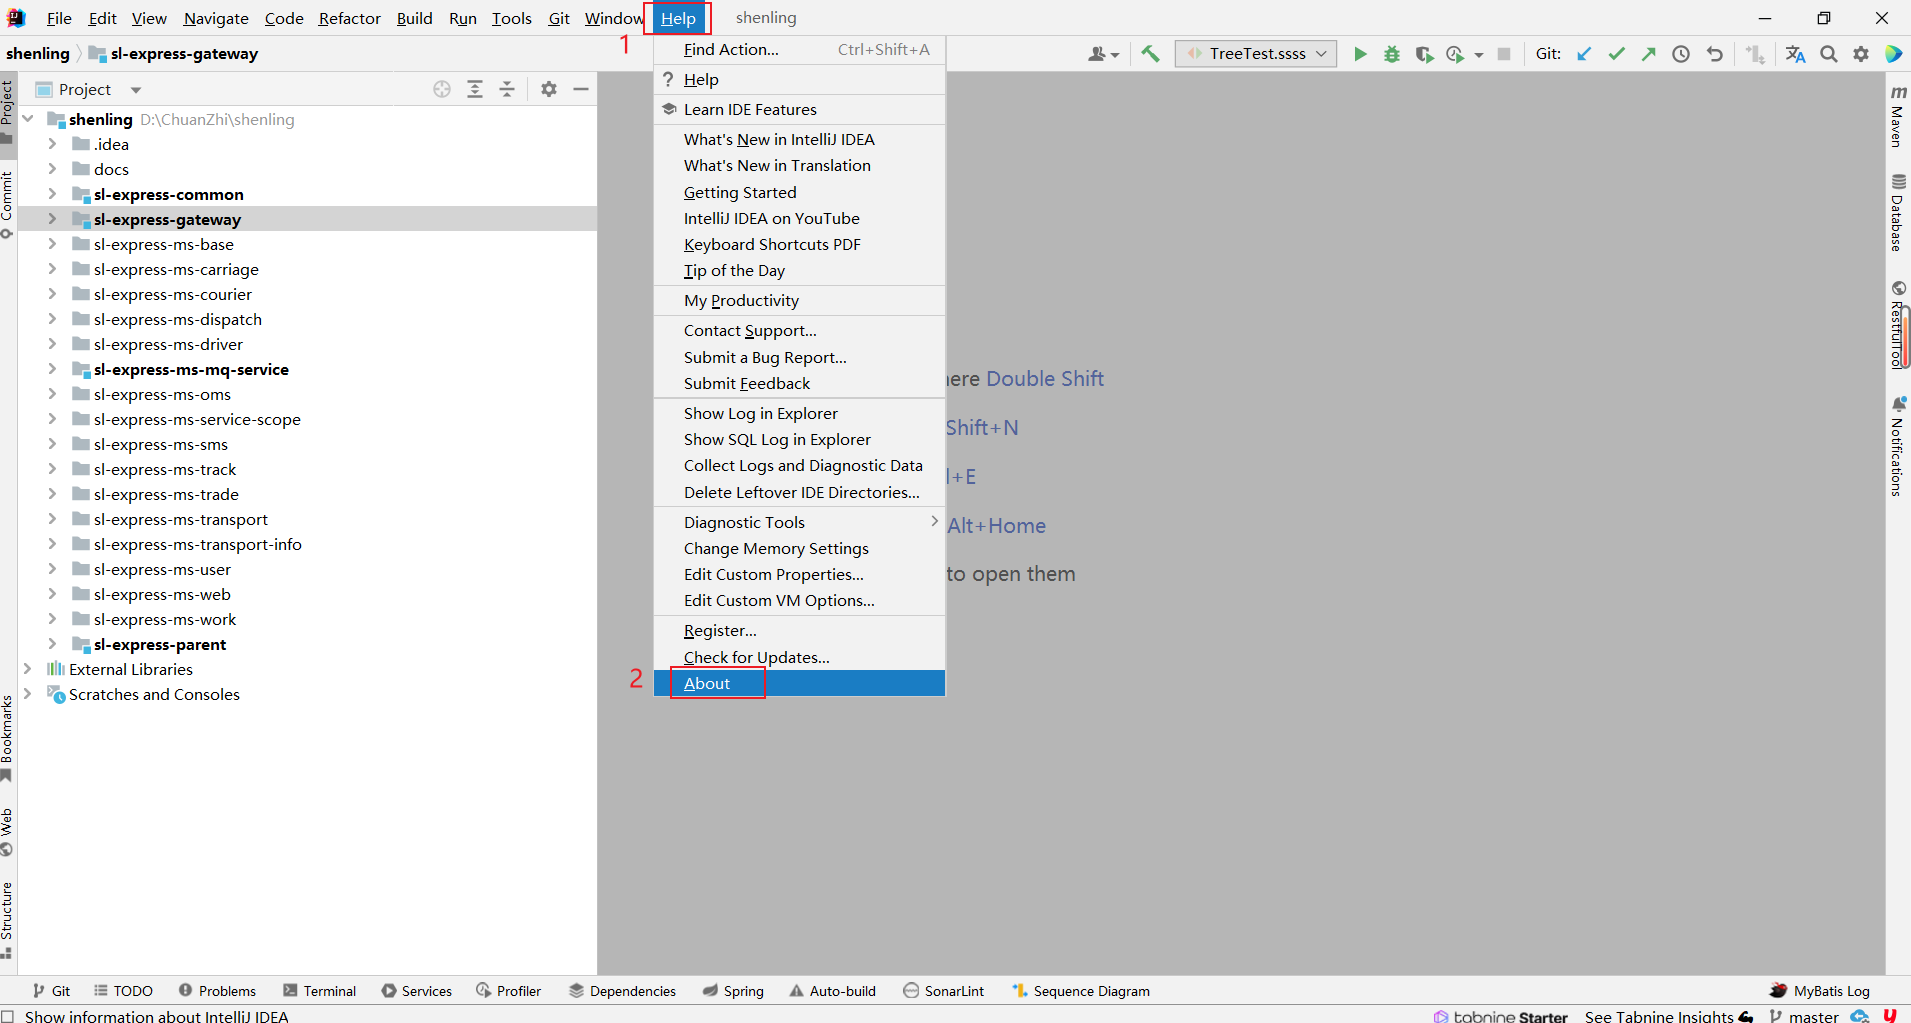 File Edit View Navigate Code Refactor Build Run Tools Git Window Help shenling
1
shenling sl-express-gateway
TreeTest.ssss Git:
Project
shenling D:\ChuanZhi\shenling
.idea
docs
sl-express-common
sl-express-gateway
sl-express-ms-base
sl-express-ms-carriage
sl-express-ms-courier
sl-express-ms-dispatch
sl-express-ms-driver
sl-express-ms-mq-service
sl-express-ms-oms
sl-express-ms-service-scope
sl-express-ms-sms
sl-express-ms-track
sl-express-ms-trade
sl-express-ms-transport
sl-express-ms-transport-info
sl-express-ms-user
sl-express-ms-web
sl-express-ms-work
sl-express-parent
External Libraries
Scratches and Consoles
Find Action... Ctrl+Shift+A
? Help
Learn IDE Features
What's New in IntelliJ IDEA
What's New in Translation
Getting Started
IntelliJ IDEA on YouTube
Keyboard Shortcuts PDF
Tip of the Day
My Productivity
Contact Support...
Submit a Bug Report...
Submit Feedback
Show Log in Explorer
Show SQL Log in Explorer
Collect Logs and Diagnostic Data
Delete Leftover IDE Directories...
Diagnostic Tools
Change Memory Settings
Edit Custom Properties...
Edit Custom VM Options...
Register...
Check for Updates...
2
About
here Double Shift
Shift+N
l+E
Alt+Home
to open them
Project
Commit
Bookmarks
Web
Structure
m
Maven
Database
RestfulTool
Notifications
Git TODO Problems Terminal Services Profiler Dependencies Spring Auto-build SonarLint Sequence Diagram MyBatis Log
Show information about IntelliJ IDEA tabnine Starter See Tabnine Insights master